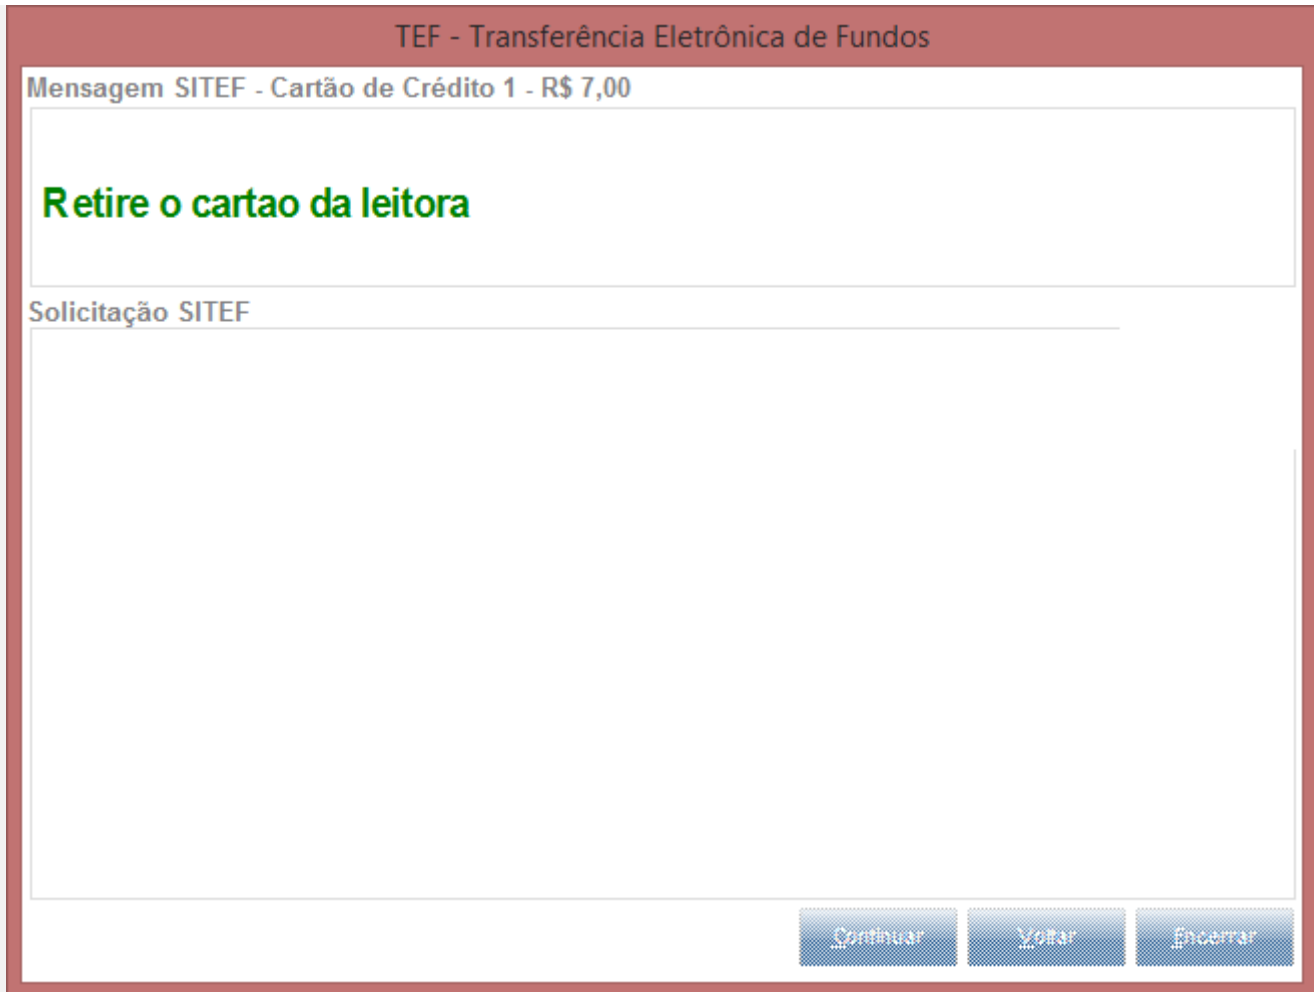 TEF - Transferência Eletrônica de Fundos
Mensagem SITEF - Cartão de Crédito 1 - R$ 7,00
Retire o cartao da leitora
Solicitação SITEF
Continuar Voltar Encerrar